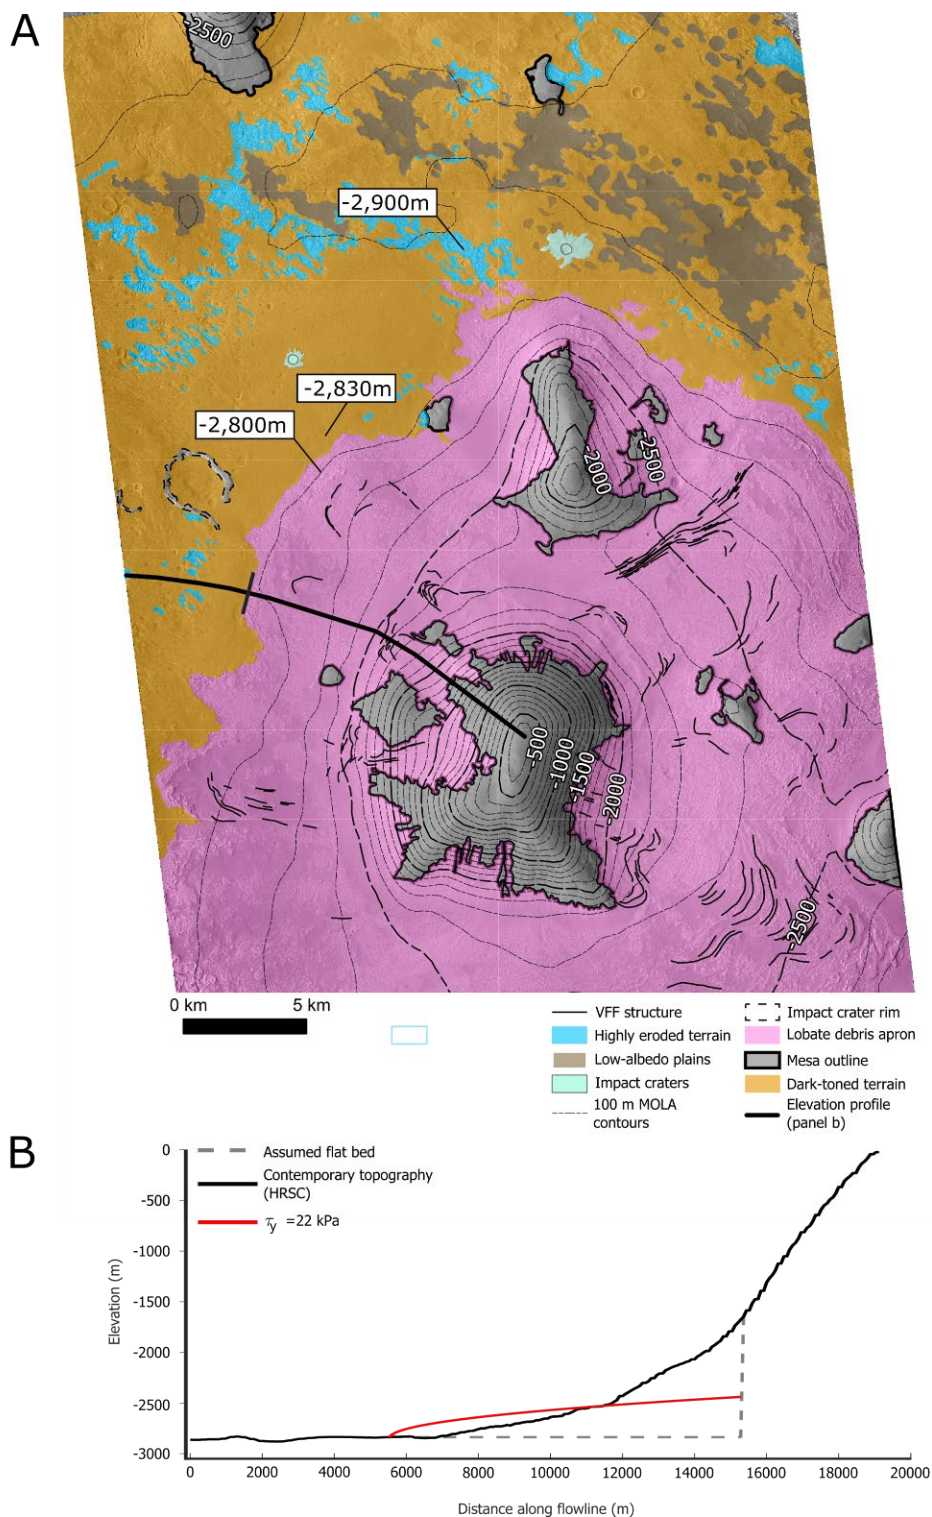 A
-2500
-2,900m
-2,830m
-2,800m
-2000
-2500
-500
-1000
-1500
-2000
-2500
0 km 5 km
VFF structure
Highly eroded terrain
Low-albedo plains
Impact craters
100 m MOLA
contours
Impact crater rim
Lobate debris apron
Mesa outline
Dark-toned terrain
Elevation profile
(panel b)
B
Assumed flat bed
Contemporary topography
(HRSC)
τy =22 kPa
Elevation (m)
0
-500
-1000
-1500
-2000
-2500
-3000
0 2000 4000 6000 8000 10000 12000 14000 16000 18000 20000
Distance along flowline (m)